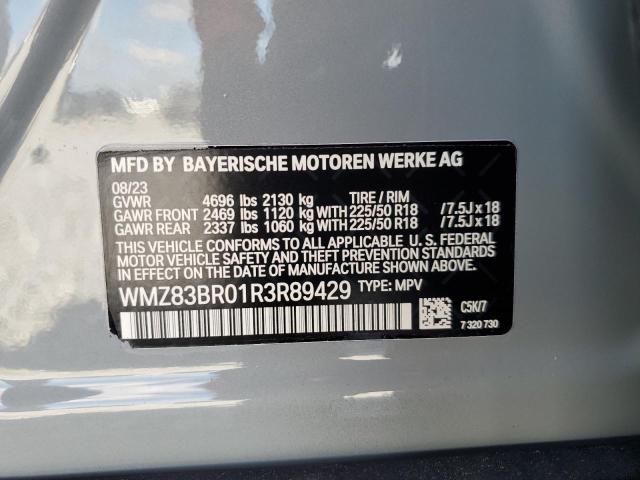 MFD BY BAYERISCHE MOTOREN WERKE AG
08/23 TIRE / RIM
GVWR 4696 lbs 2130 kg
GAWR FRONT 2469 lbs 1120 kg WITH 225/50 R18 /7.5J x 18
GAWR REAR 2337 lbs 1060 kg WITH 225/50 R18 /7.5J x 18
THIS VEHICLE CONFORMS TO ALL APPLICABLE U. S. FEDERAL
MOTOR VEHICLE SAFETY AND THEFT PREVENTION STANDARDS
IN EFFECT ON THE DATE OF MANUFACTURE SHOWN ABOVE.
WMZ83BR01R3R89429 TYPE: MPV
C5K/7
7 320 730